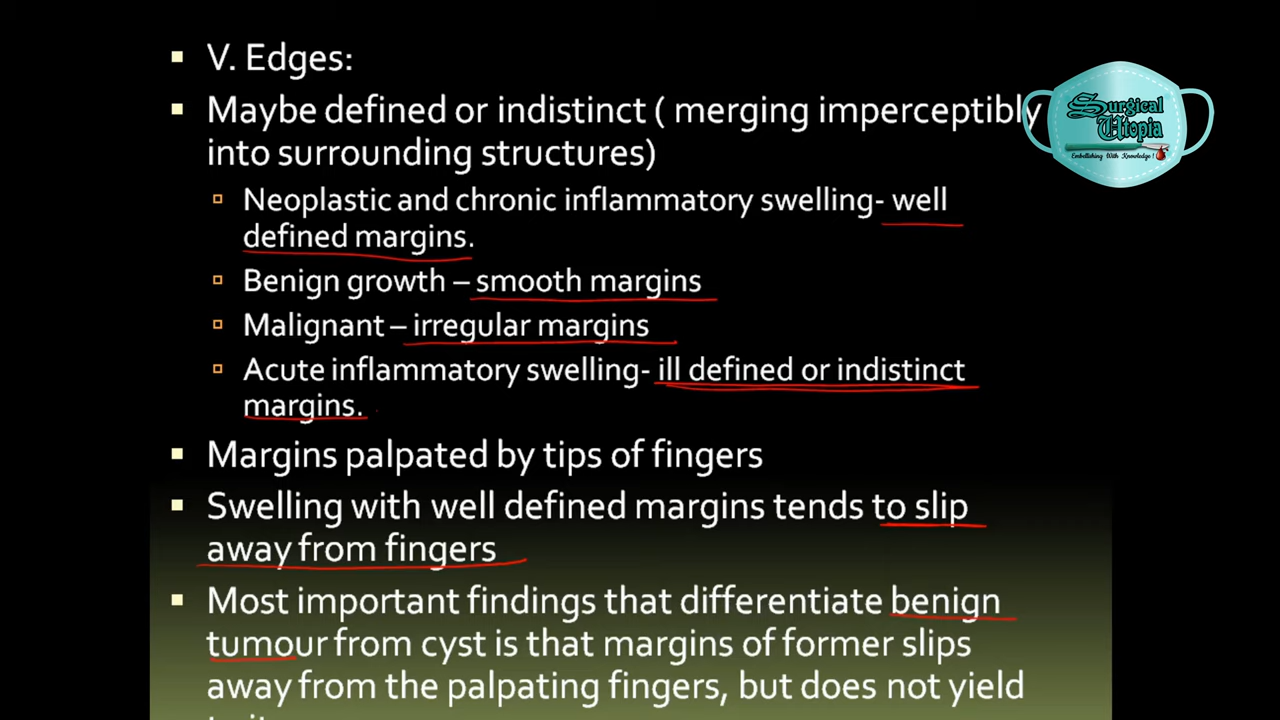 V. Edges:
Maybe defined or indistinct ( merging imperceptibly
into surrounding structures)
Neoplastic and chronic inflammatory swelling- well
defined margins.
Benign growth – smooth margins
Malignant – irregular margins
Acute inflammatory swelling- ill defined or indistinct
margins.
Margins palpated by tips of fingers
Swelling with well defined margins tends to slip
away from fingers
Most important findings that differentiate benign
tumour from cyst is that margins of former slips
away from the palpating fingers, but does not yield
Surgical
Utopia
Embellishing With Knowledge !